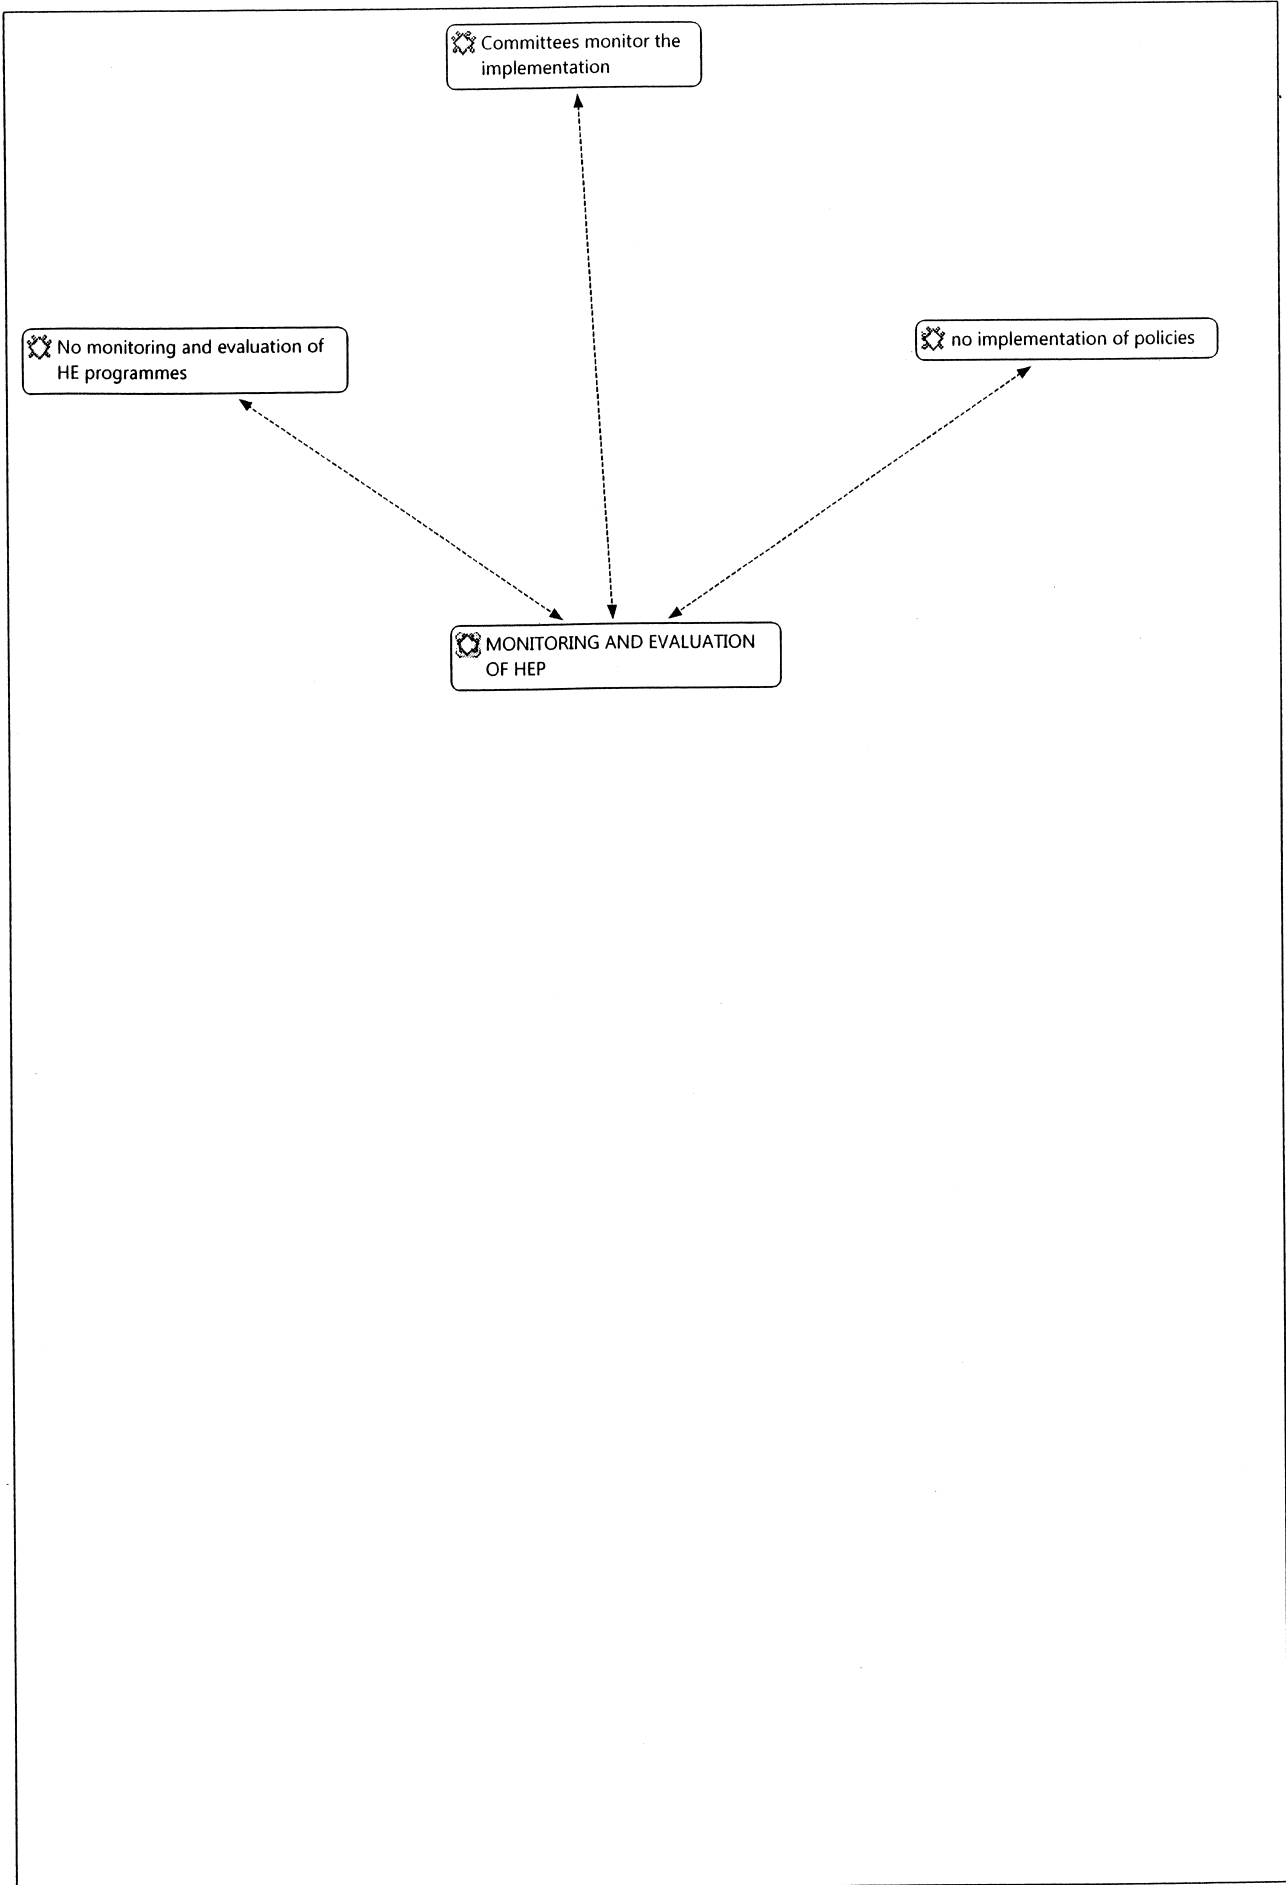 Committees monitor the
implementation
No monitoring and evaluation of
HE programmes
no implementation of policies
MONITORING AND EVALUATION
OF HEP